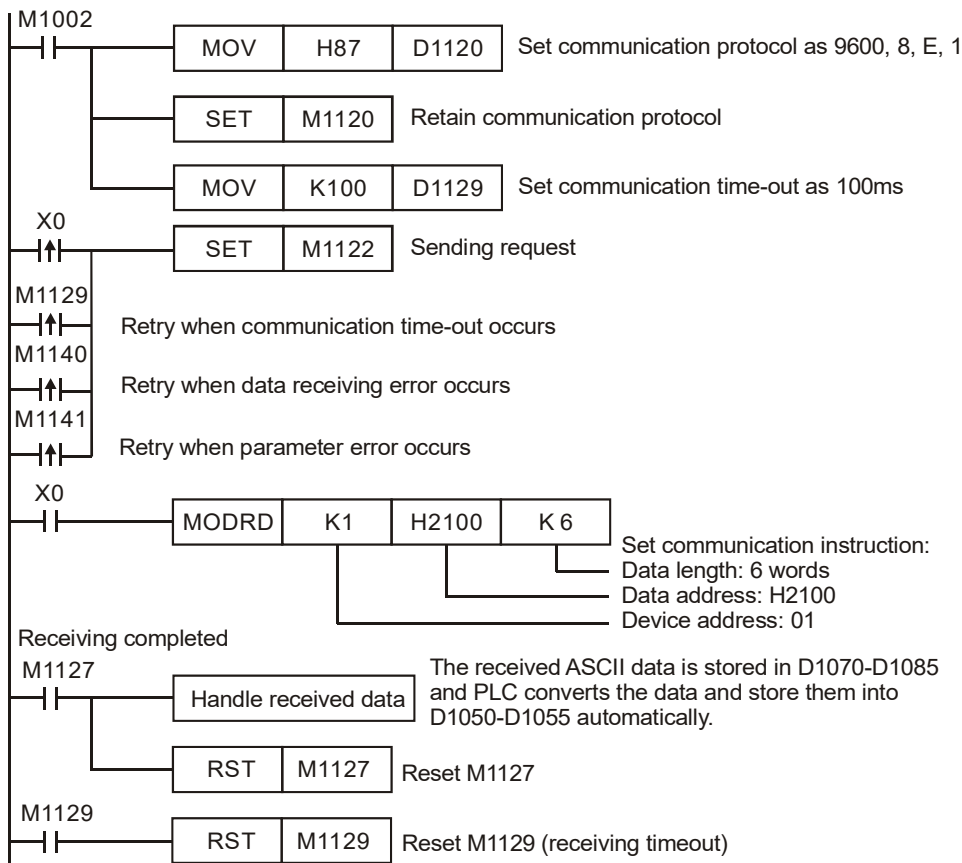 M1002
MOV H87 D1120 Set communication protocol as 9600, 8, E, 1
SET M1120 Retain communication protocol
MOV K100 D1129 Set communication time-out as 100ms
X0
SET M1122 Sending request
M1129
Retry when communication time-out occurs
M1140
Retry when data receiving error occurs
M1141
Retry when parameter error occurs
X0
MODRD K1 H2100 K 6
Set communication instruction:
Data length: 6 words
Data address: H2100
Device address: 01
Receiving completed
M1127
Handle received data
The received ASCII data is stored in D1070-D1085
and PLC converts the data and store them into
D1050-D1055 automatically.
RST M1127 Reset M1127
M1129
RST M1129 Reset M1129 (receiving timeout)